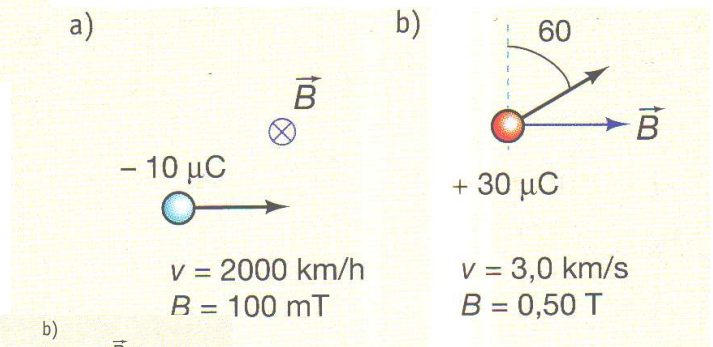 a)
B
– 10 μC
v = 2000 km/h
B = 100 mT
b)
60
B
+ 30 μC
v = 3,0 km/s
B = 0,50 T
b)